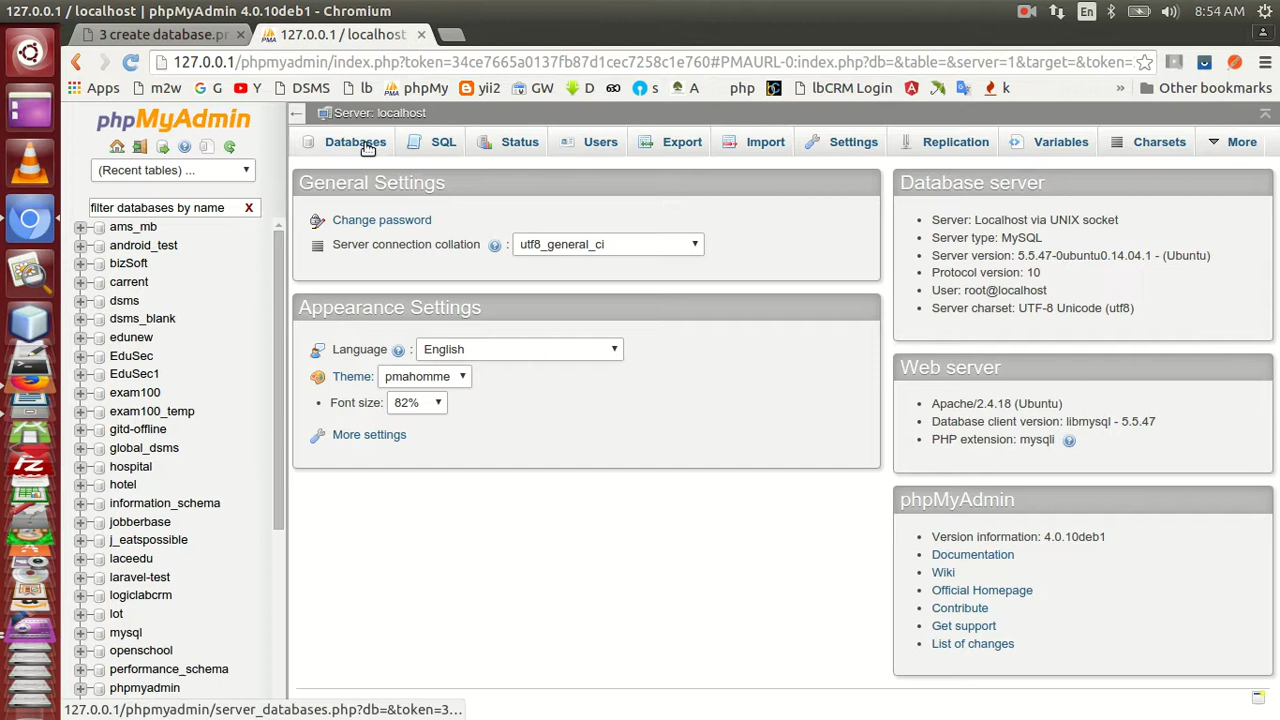 127.0.0.1 / localhost | phpMyAdmin 4.0.10deb1 - Chromium
En
8:54 AM
3 create database.pr
127.0.0.1 / localhost
127.0.0.1/phpmyadmin/index.php?token=34ce7665a0137fb87d1cec7258c1e760#PMAURL-0:index.php?db=&table=&server=1&target=&token=
Apps m2w G Y DSMS lb phpMy yii2 GW D s A php lbCRM Login k » Other bookmarks
phpMyAdmin
(Recent tables) ...
filter databases by name X
ams_mb
android_test
bizSoft
carrent
dsms
dsms_blank
edunew
EduSec
EduSec1
exam100
exam100_temp
gitd-offline
global_dsms
hospital
hotel
information_schema
jobberbase
j_eatspossible
laceedu
laravel-test
logiclabcrm
lot
mysql
openschool
performance_schema
phpmyadmin
Server: localhost
Databases SQL Status Users Export Import Settings Replication Variables Charsets More
General Settings
Change password
Server connection collation : utf8_general_ci
Appearance Settings
Language : English
Theme: pmahomme
Font size: 82%
More settings
Database server
Server: Localhost via UNIX socket
Server type: MySQL
Server version: 5.5.47-0ubuntu0.14.04.1 - (Ubuntu)
Protocol version: 10
User: root@localhost
Server charset: UTF-8 Unicode (utf8)
Web server
Apache/2.4.18 (Ubuntu)
Database client version: libmysql - 5.5.47
PHP extension: mysqli
phpMyAdmin
Version information: 4.0.10deb1
Documentation
Wiki
Official Homepage
Contribute
Get support
List of changes
127.0.0.1/phpmyadmin/server_databases.php?db=&token=3...